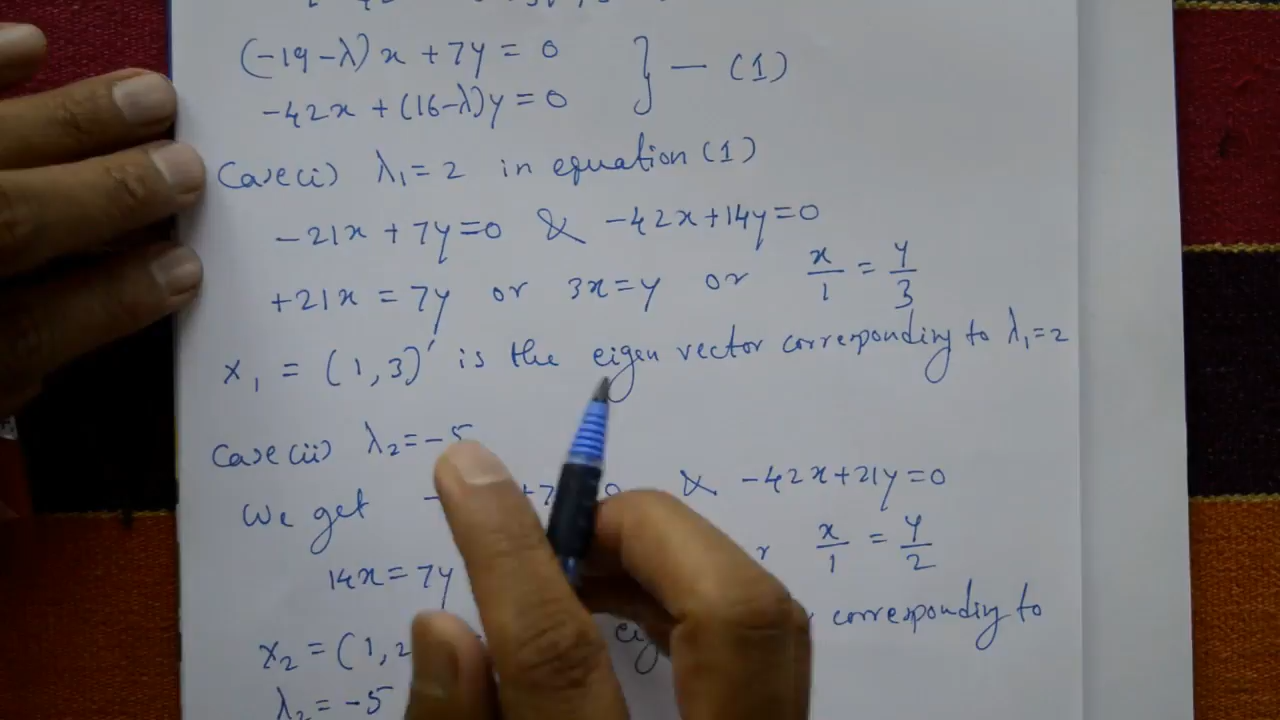 (-19-λ)x + 7y = 0
-42x + (16-λ)y = 0 } — (1)
Case(i) λ₁ = 2 in equation (1)
-21x + 7y = 0 & -42x + 14y = 0
+21x = 7y or 3x = y or x/1 = y/3
x₁ = (1, 3)' is the eigen vector corresponding to λ₁ = 2
Case(ii) λ₂ = -5
We get & -42x + 21y = 0
14x = 7y x/1 = y/2
x₂ = (1, 2 corresponding to
λ₂ = -5